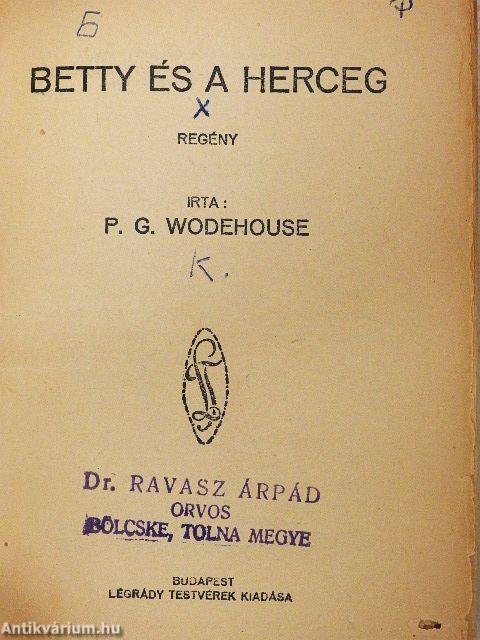 Б
BETTY ÉS A HERCEG
X
REGÉNY
IRTA :
P. G. WODEHOUSE
K.
Dr. RAVASZ ÁRPÁD
ORVOS
BÖLCSKE, TOLNA MEGYE
BUDAPEST
LÉGRÁDY TESTVÉREK KIADÁSA
Antikvárium.hu